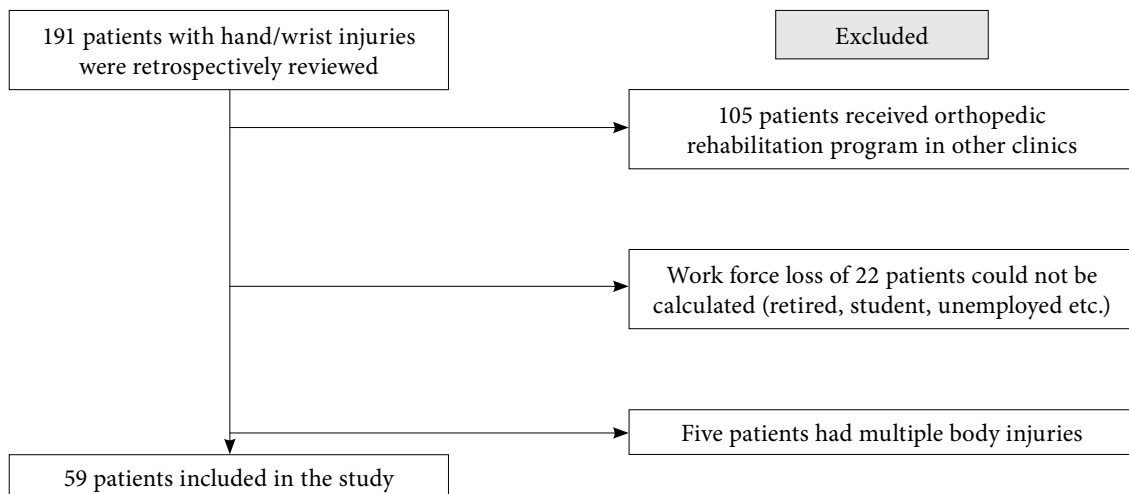 191 patients with hand/wrist injuries
were retrospectively reviewed
Excluded
105 patients received orthopedic
rehabilitation program in other clinics
Work force loss of 22 patients could not be
calculated (retired, student, unemployed etc.)
Five patients had multiple body injuries
59 patients included in the study